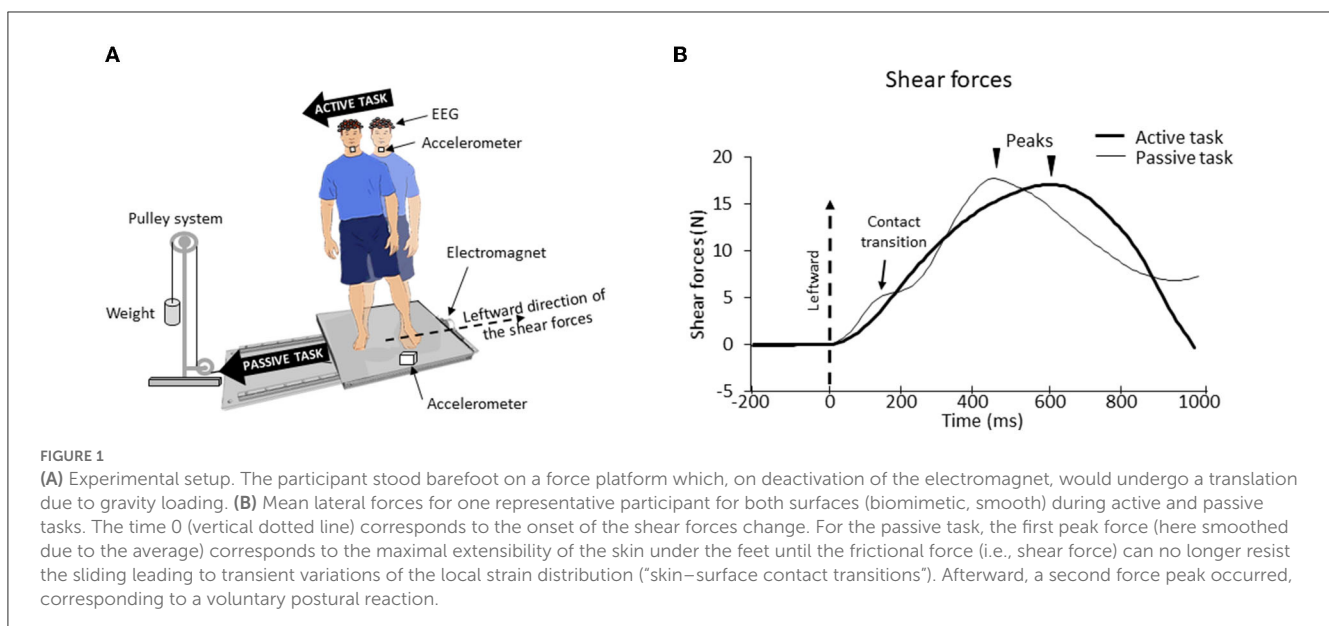 A
ACTIVE TASK
EEG
Accelerometer
Pulley system
Electromagnet
Weight
Leftward direction of
the shear forces
PASSIVE TASK
Accelerometer
B
Shear forces
Peaks
Active task
Passive task
Contact
transition
Leftward
Shear forces(N)
20
15
10
5
0
-5
-200
0
200
400
600
800
1000
Time (ms)
FIGURE 1
(A) Experimental setup. The participant stood barefoot on a force platform which, on deactivation of the electromagnet, would undergo a translation
due to gravity loading. (B) Mean lateral forces for one representative participant for both surfaces (biomimetic, smooth) during active and passive
tasks. The time 0 (vertical dotted line) corresponds to the onset of the shear forces change. For the passive task, the first peak force (here smoothed
due to the average) corresponds to the maximal extensibility of the skin under the feet until the frictional force (i.e., shear force) can no longer resist
the sliding leading to transient variations of the local strain distribution (“skin–surface contact transitions”). Afterward, a second force peak occurred,
corresponding to a voluntary postural reaction.